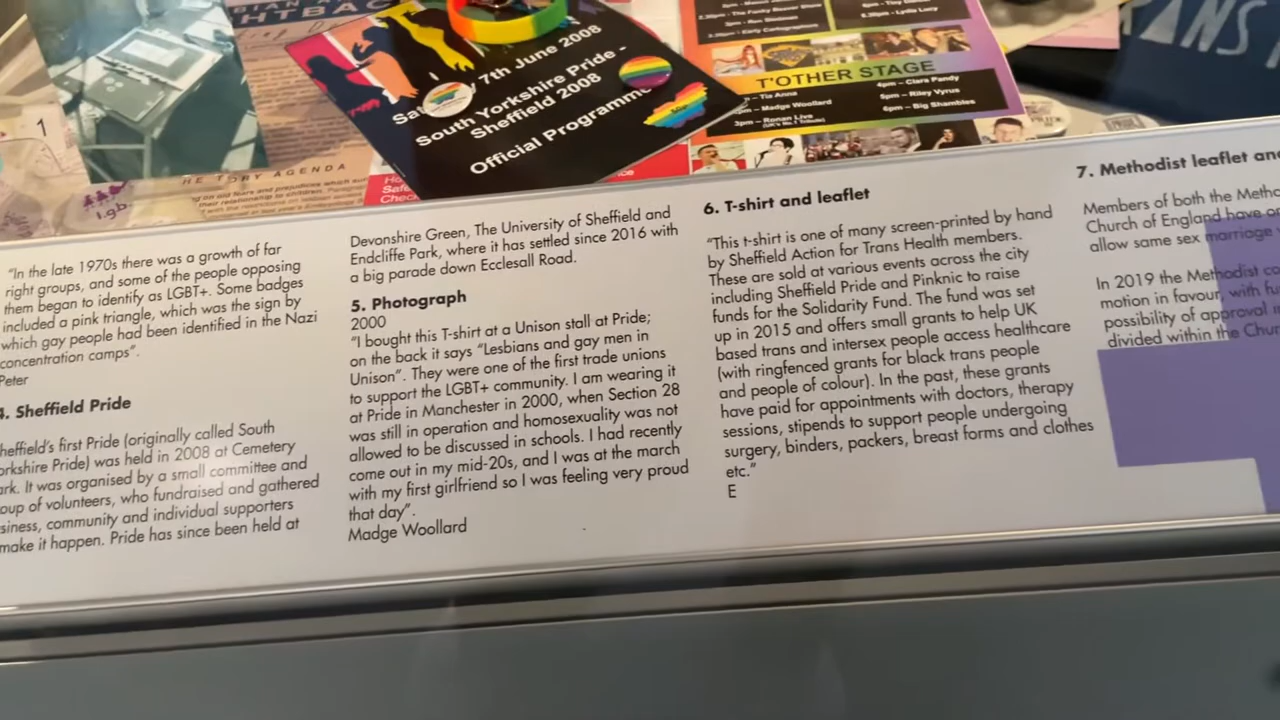 1
l.g.b.
HE TORY AGENDA
7th June 2008
South Yorkshire Pride -
Sheffield 2008
Official Programme
T'OTHER STAGE
Tia Anna
Madge Woollard
3pm - Ronan Live
(UK's No.1 Tribute)
4pm - Clara Pandy
5pm - Riley Vyrus
6pm - Big Shambles
"In the late 1970s there was a growth of far
right groups, and some of the people opposing
them began to identify as LGBT+. Some badges
included a pink triangle, which was the sign by
which gay people had been identified in the Nazi
concentration camps".
Peter
4. Sheffield Pride
heffield's first Pride (originally called South
orkshire Pride) was held in 2008 at Cemetery
ark. It was organised by a small committee and
oup of volunteers, who fundraised and gathered
siness, community and individual supporters
make it happen. Pride has since been held at
Devonshire Green, The University of Sheffield and
Endcliffe Park, where it has settled since 2016 with
a big parade down Ecclesall Road.
5. Photograph
2000
"I bought this T-shirt at a Unison stall at Pride;
on the back it says "Lesbians and gay men in
Unison". They were one of the first trade unions
to support the LGBT+ community. I am wearing it
at Pride in Manchester in 2000, when Section 28
was still in operation and homosexuality was not
allowed to be discussed in schools. I had recently
come out in my mid-20s, and I was at the march
with my first girlfriend so I was feeling very proud
that day".
Madge Woollard
6. T-shirt and leaflet
"This t-shirt is one of many screen-printed by hand
by Sheffield Action for Trans Health members.
These are sold at various events across the city
including Sheffield Pride and Pinknic to raise
funds for the Solidarity Fund. The fund was set
up in 2015 and offers small grants to help UK
based trans and intersex people access healthcare
(with ringfenced grants for black trans people
and people of colour). In the past, these grants
have paid for appointments with doctors, therapy
sessions, stipends to support people undergoing
surgery, binders, packers, breast forms and clothes
etc."
E
7. Methodist leaflet and
Members of both the Metho
Church of England have
allow same sex marriage
In 2019 the Methodist co
motion in favour, with fu
possibility of approval
divided within the Chur